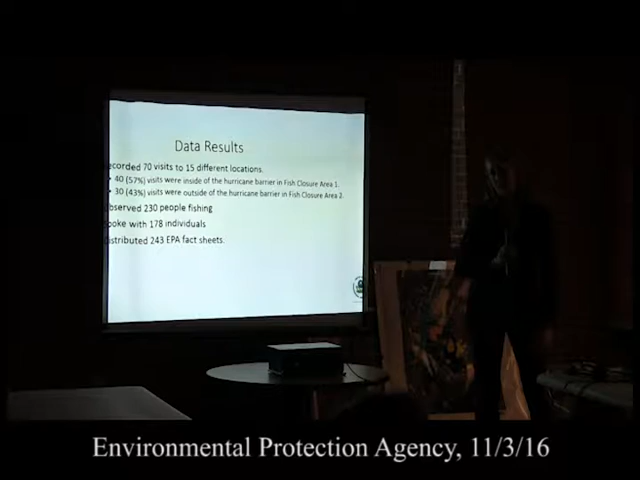 Data Results
ecorded 70 visits to 15 different locations.
• 40 (57%) visits were inside of the hurricane barrier in Fish Closure Area 1.
• 30 (43%) visits were outside of the hurricane barrier in Fish Closure Area 2.
bserved 230 people fishing
poke with 178 individuals
istributed 243 EPA fact sheets.
Environmental Protection Agency, 11/3/16